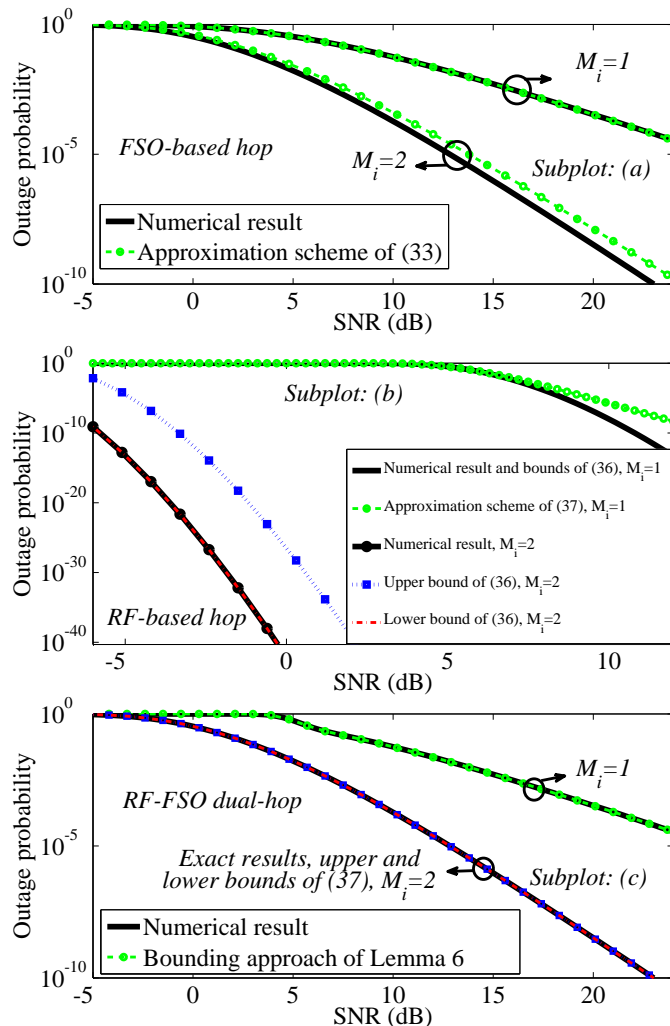 10^0
10^-5
10^-10
Outage probability
M_i=1
M_i=2
FSO-based hop
Subplot: (a)
Numerical result
Approximation scheme of (33)
-5 0 5 10 15 20
SNR (dB)
10^0
10^-10
10^-20
10^-30
10^-40
Outage probability
Subplot: (b)
RF-based hop
Numerical result and bounds of (36), M_i=1
Approximation scheme of (37), M_i=1
Numerical result, M_i=2
Upper bound of (36), M_i=2
Lower bound of (36), M_i=2
-5 0 5 10
SNR (dB)
10^0
10^-5
10^-10
Outage probability
RF-FSO dual-hop
M_i=1
Exact results, upper and
lower bounds of (37), M_i=2
Subplot: (c)
Numerical result
Bounding approach of Lemma 6
-5 0 5 10 15 20
SNR (dB)